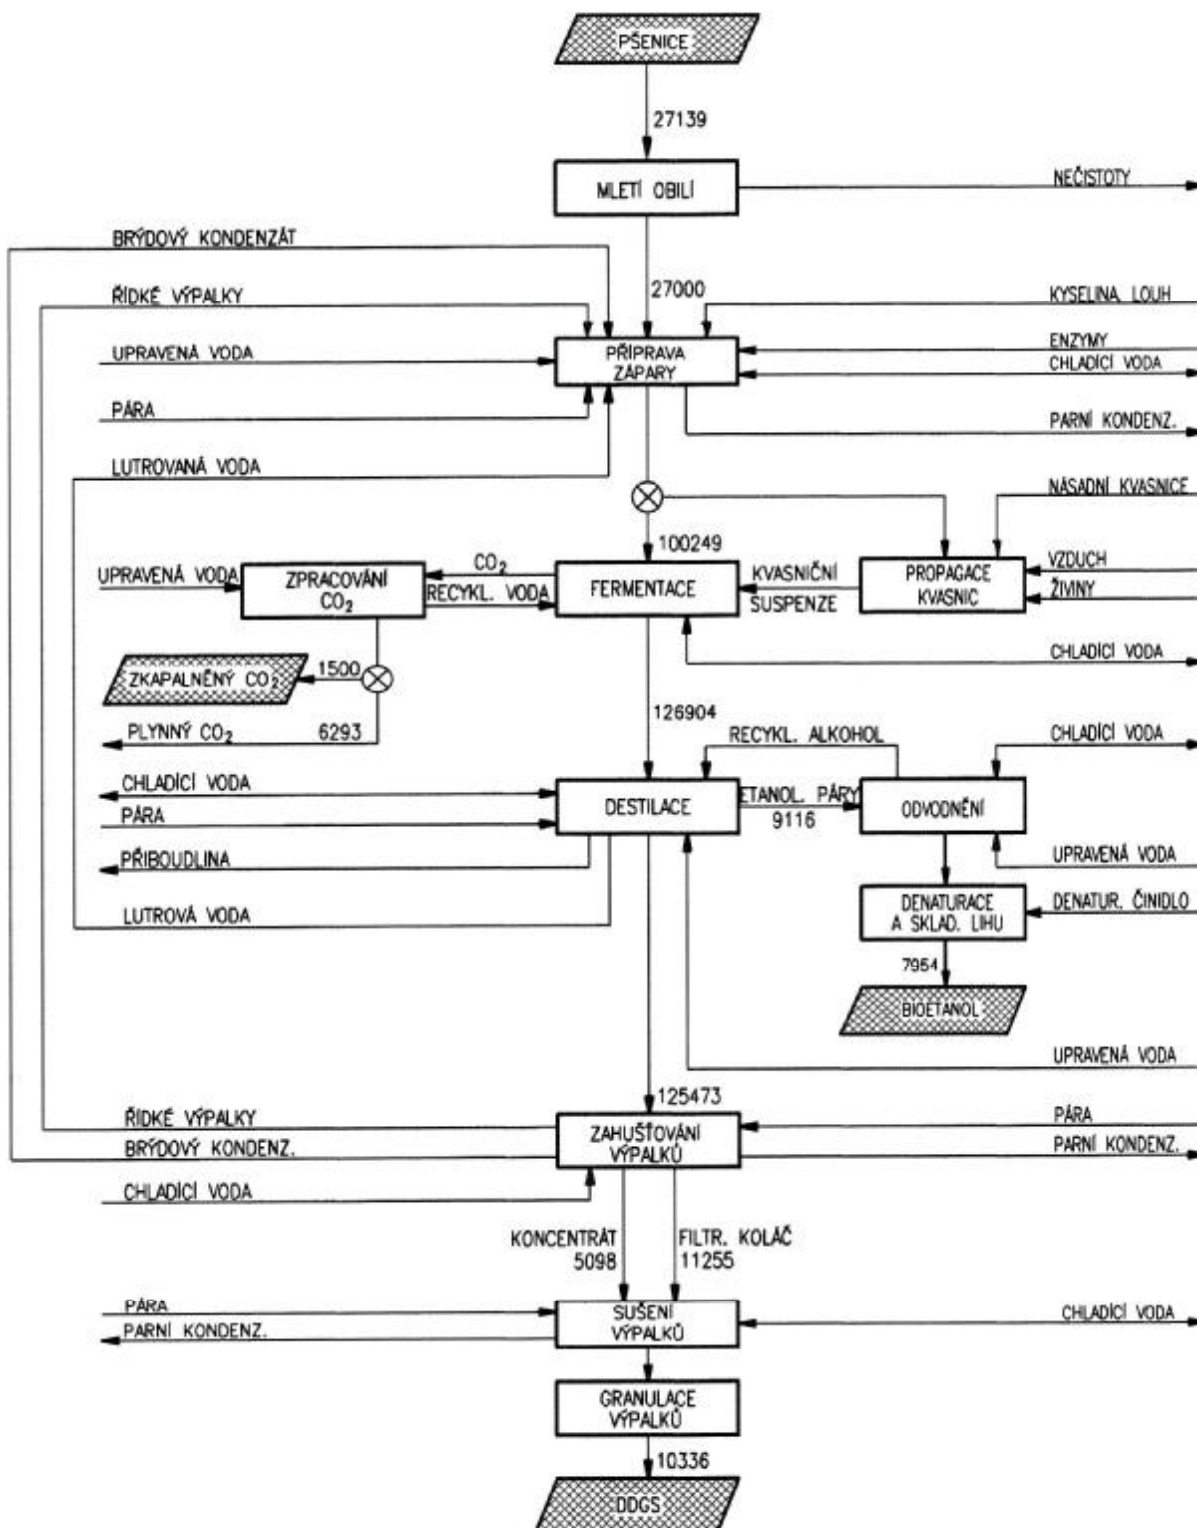 PŠENICE
27139
MLETÍ OBILÍ
NEČISTOTY
BRÝDOVÝ KONDENZÁT
ŘÍDKÉ VÝPALKY
27000
KYSELINA, LOUH
UPRAVENÁ VODA
PŘÍPRAVA
ZÁPARY
ENZYMY
CHLADÍCÍ VODA
PÁRA
PARNÍ KONDENZ.
LUTROVANÁ VODA
NÁSADNÍ KVASNICE
100249
UPRAVENÁ VODA
ZPRACOVÁNÍ
CO2
CO2
RECYKL. VODA
FERMENTACE
KVASNIČNÍ
SUSPENZE
PROPAGACE
KVASNIC
VZDUCH
ŽIVINY
CHLADÍCÍ VODA
ZKAPALNĚNÝ CO2
1500
126904
PLYNNÝ CO2
6293
RECYKL. ALKOHOL
CHLADÍCÍ VODA
CHLADÍCÍ VODA
PÁRA
DESTILACE
ETANOL. PÁRY
9116
ODVODNĚNÍ
PŘIBOUDLINA
UPRAVENÁ VODA
LUTROVÁ VODA
DENATURACE
A SKLAD. LIHU
DENATUR. ČINIDLO
7954
BIOETANOL
UPRAVENÁ VODA
125473
ŘÍDKÉ VÝPALKY
BRÝDOVÝ KONDENZ.
ZAHUŠŤOVÁNÍ
VÝPALKŮ
PÁRA
PARNÍ KONDENZ.
CHLADÍCÍ VODA
KONCENTRÁT
5098
FILTR. KOLÁČ
11255
PÁRA
PARNÍ KONDENZ.
SUŠENÍ
VÝPALKŮ
CHLADÍCÍ VODA
GRANULACE
VÝPALKŮ
10336
DDGS